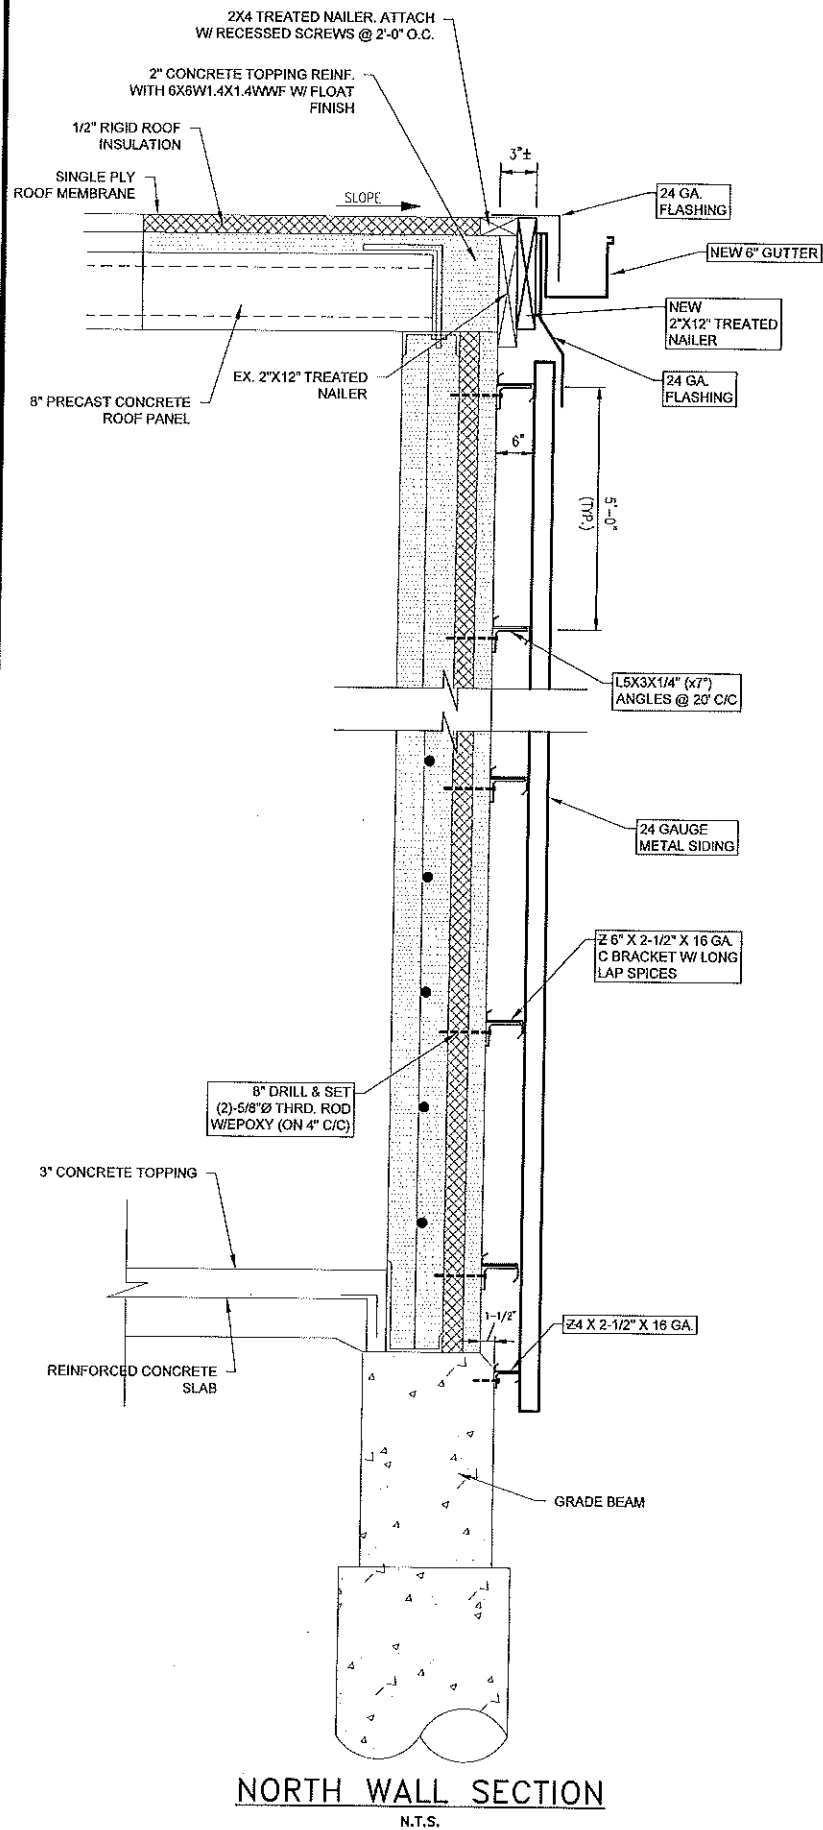 2X4 TREATED NAILER. ATTACH
W/ RECESSED SCREWS @ 2'-0" O.C.
2" CONCRETE TOPPING REINF.
WITH 6X6W1.4X1.4WWF W/ FLOAT
FINISH
1/2" RIGID ROOF
INSULATION
SINGLE PLY
ROOF MEMBRANE
SLOPE
3"±
24 GA.
FLASHING
NEW 6" GUTTER
NEW
2"X12" TREATED
NAILER
EX. 2"X12" TREATED
NAILER
24 GA.
FLASHING
8" PRECAST CONCRETE
ROOF PANEL
6"
5'-0"
(TYP.)
L5X3X1/4" (x7")
ANGLES @ 20' C/C
24 GAUGE
METAL SIDING
Z 6" X 2-1/2" X 16 GA.
C BRACKET W/ LONG
LAP SPICES
8" DRILL & SET
(2)-5/8"Ø THRD. ROD
W/EPOXY (ON 4" C/C)
3" CONCRETE TOPPING
1-1/2"
Z4 X 2-1/2" X 16 GA.
REINFORCED CONCRETE
SLAB
GRADE BEAM
NORTH WALL SECTION
N.T.S.